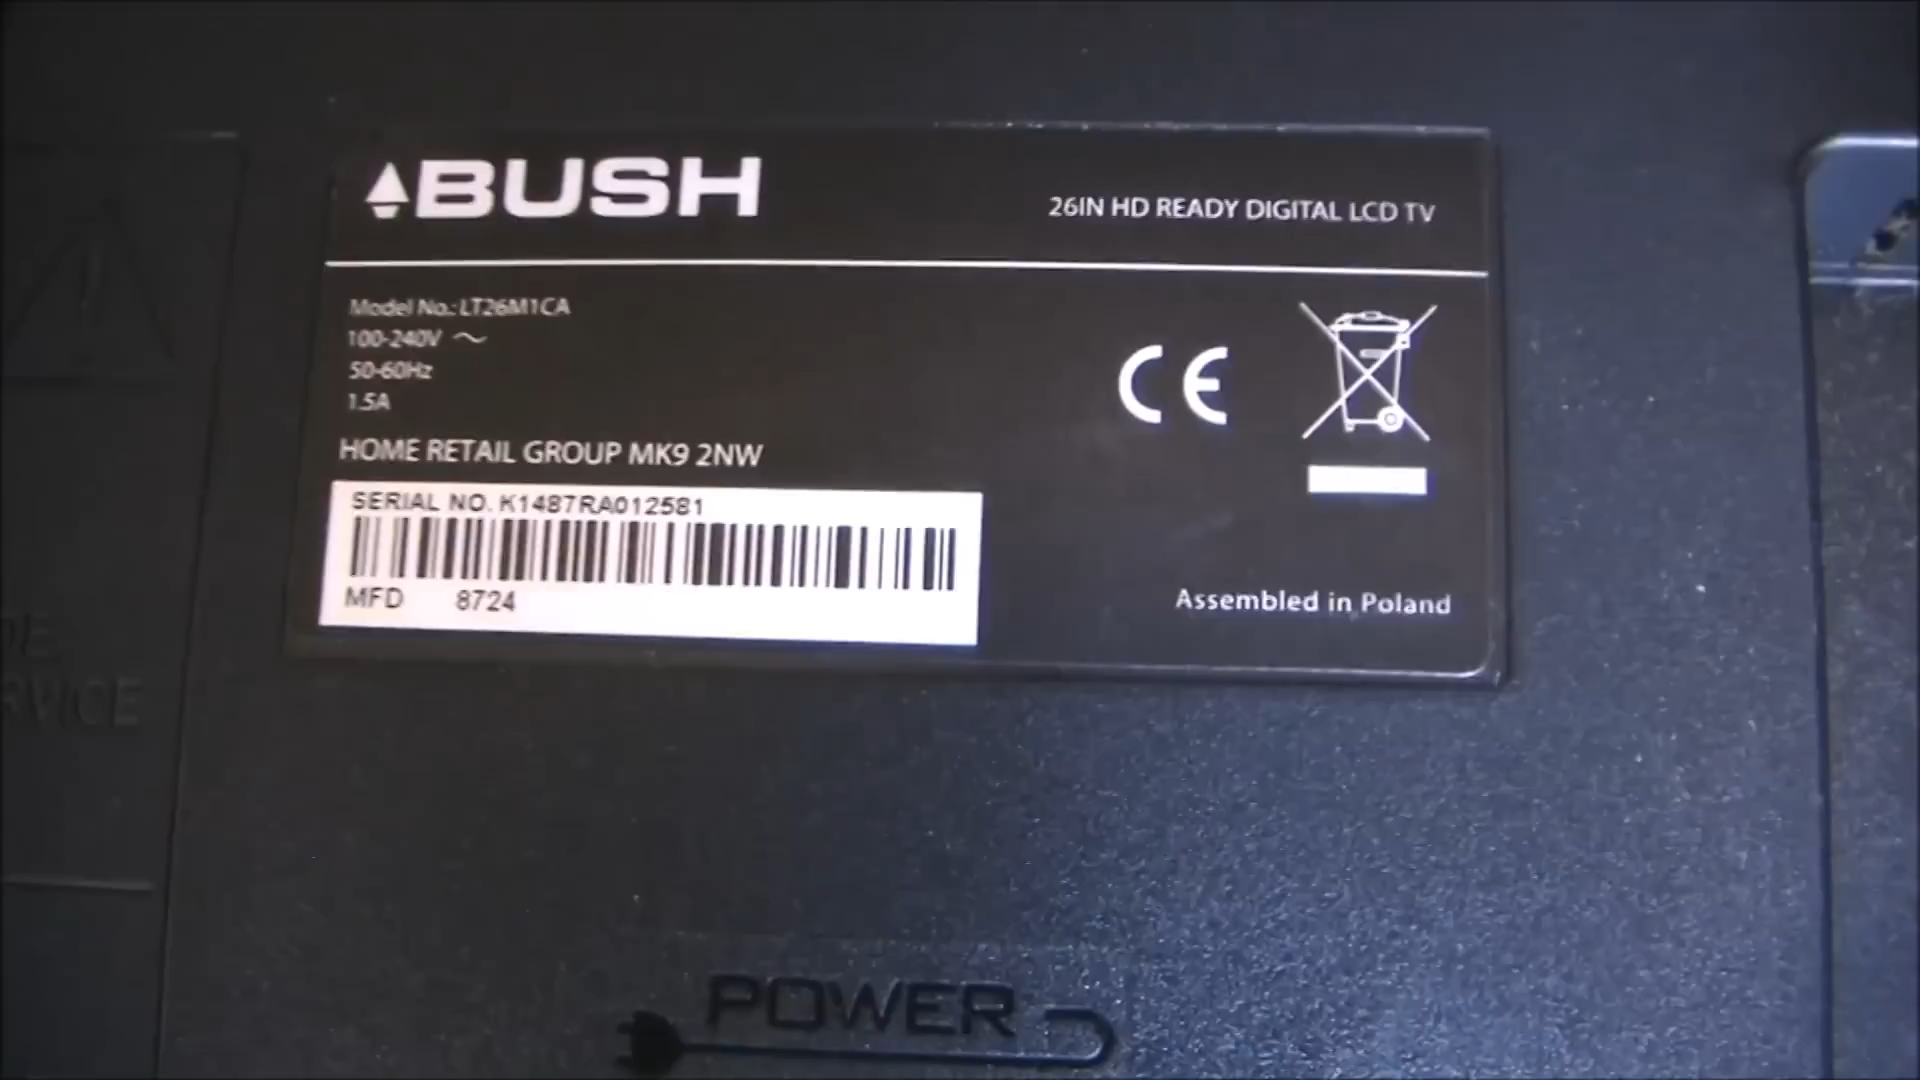 BUSH
26IN HD READY DIGITAL LCD TV
Model No.: LT26M1CA
100-240V ~
50-60Hz
1.5A
HOME RETAIL GROUP MK9 2NW
CE
SERIAL NO. K1487RA012581
MFD 8724
Assembled in Poland
POWER